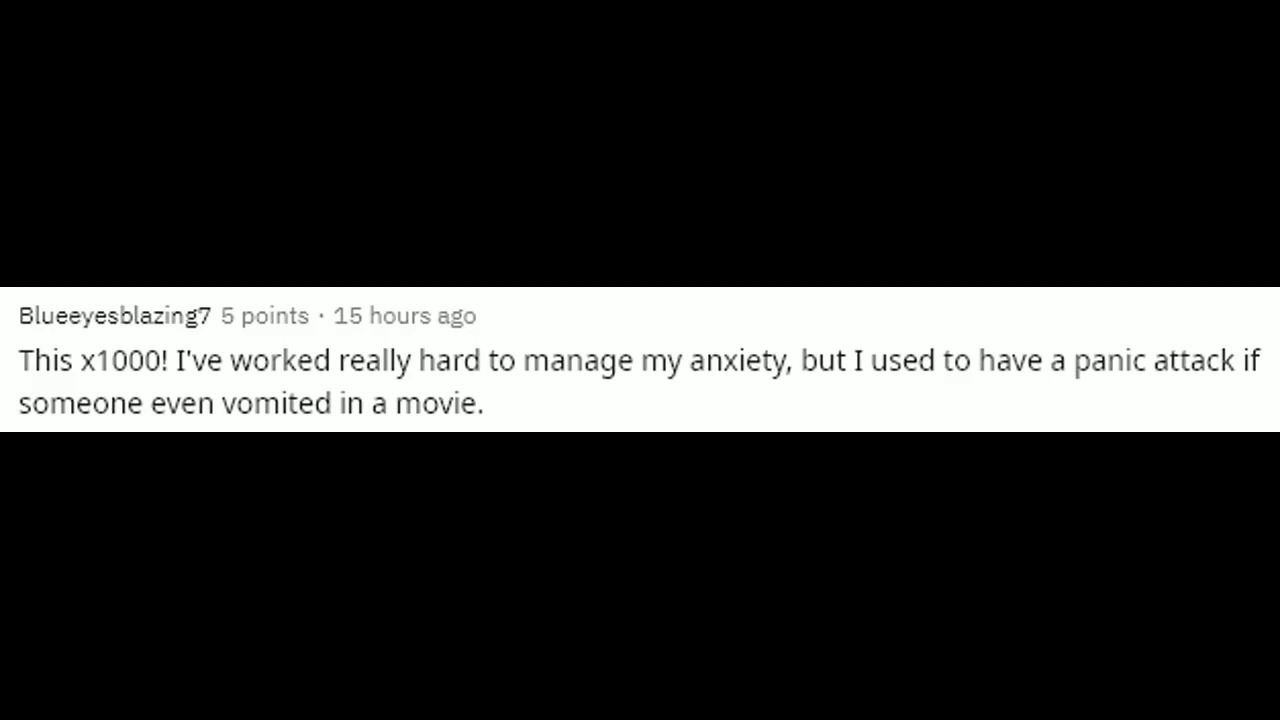 Blueeyesblazing7 5 points · 15 hours ago
This x1000! I've worked really hard to manage my anxiety, but I used to have a panic attack if
someone even vomited in a movie.